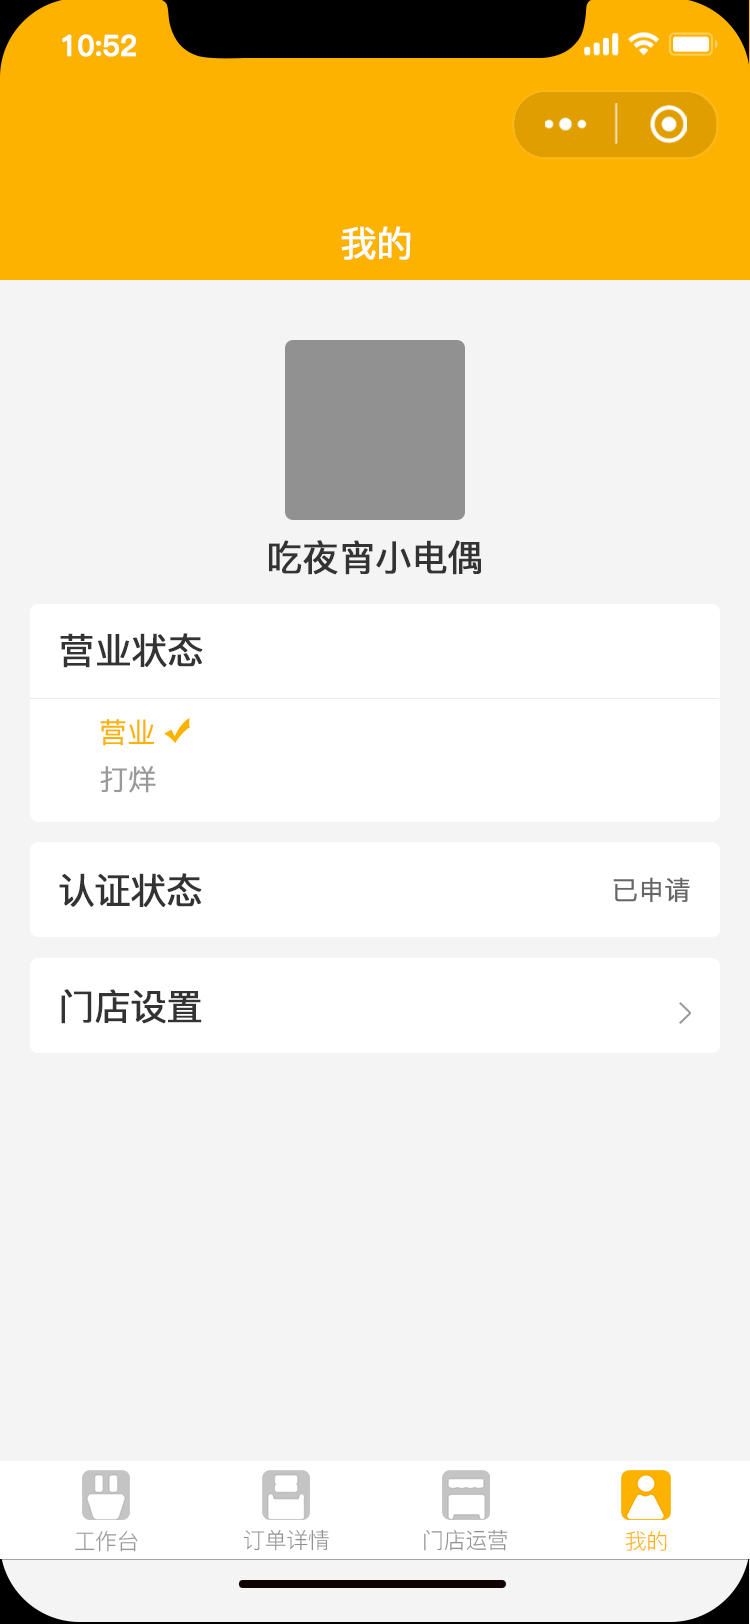 10:52
我的
吃夜宵小电偶
营业状态
营业
打烊
认证状态 已申请
门店设置
工作台 订单详情 门店运营 我的